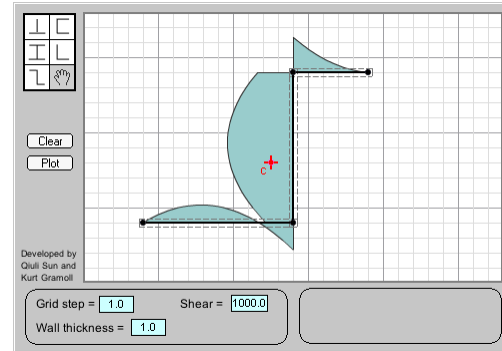 C
Clear
Plot
Developed by
Qiuli Sun and
Kurt Gramoll
Grid step = 1.0 Shear = 1000.0
Wall thickness = 1.0